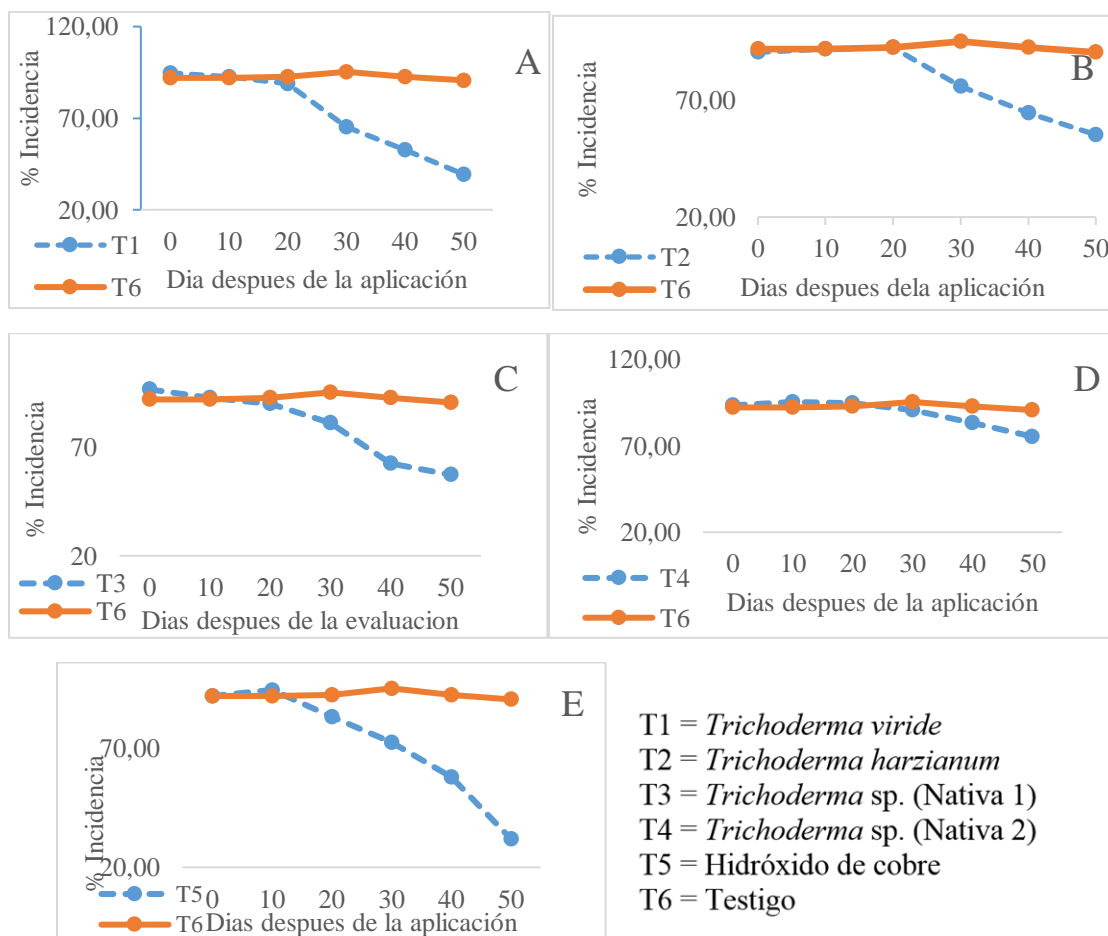 A
120,00
70,00
20,00
% Incidencia
0 10 20 30 40 50
T1
T6
Dia despues de la aplicación
B
70,00
20,00
% Incidencia
0 10 20 30 40 50
T2
T6
Dias despues dela aplicación
C
70
20
% Incidencia
0 10 20 30 40 50
T3
T6
Dias despues de la evaluacion
D
120,00
70,00
20,00
% Incidencia
0 10 20 30 40 50
T4
T6
Dias despues de la aplicación
E
70,00
20,00
% Incidencia
0 10 20 30 40 50
T5
T6
Dias despues de la aplicación
T1 = Trichoderma viride
T2 = Trichoderma harzianum
T3 = Trichoderma sp. (Nativa 1)
T4 = Trichoderma sp. (Nativa 2)
T5 = Hidróxido de cobre
T6 = Testigo